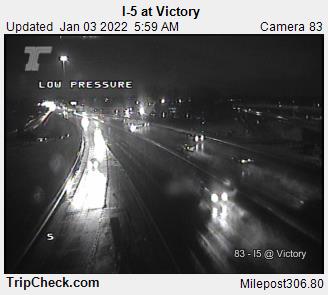 I-5 at Victory
Updated Jan 03 2022 5:59 AM Camera 83
T
LOW PRESSURE
S
83 - I5 @ Victory
TripCheck.com Milepost306.80